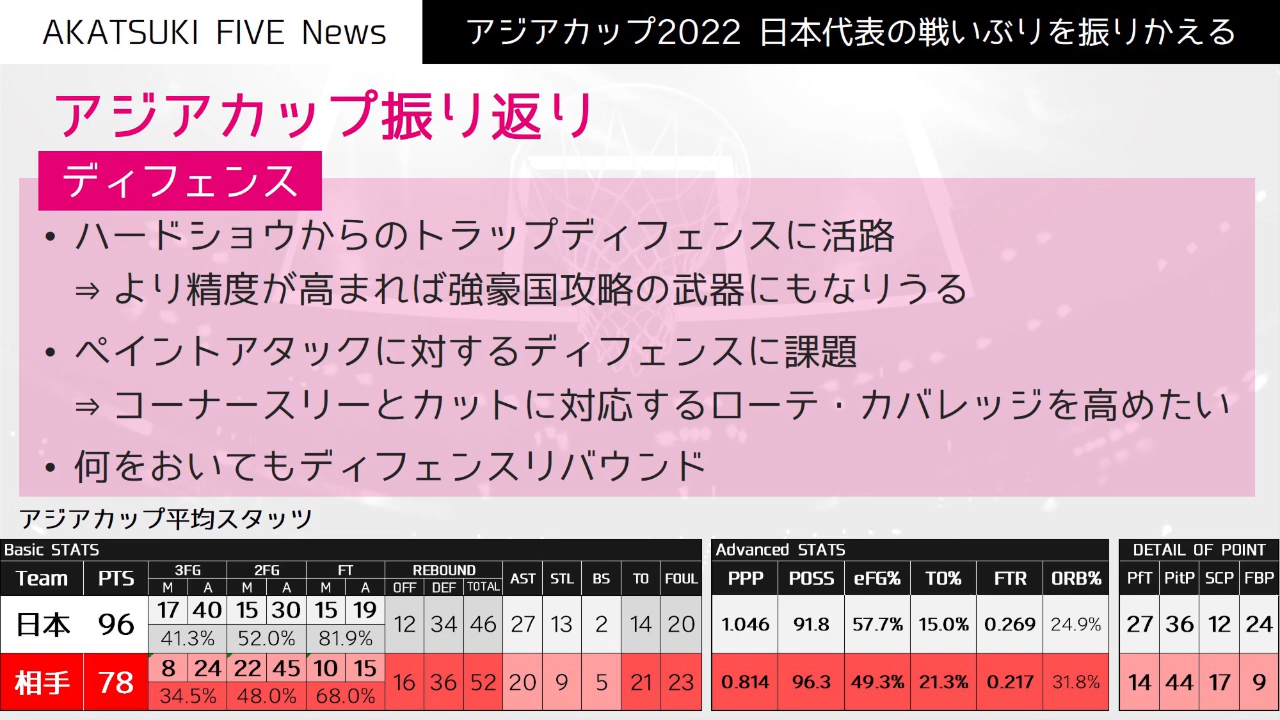 AKATSUKI FIVE News
アジアカップ2022 日本代表の戦いぶりを振りかえる
アジアカップ振り返り
ディフェンス
• ハードショウからのトラップディフェンスに活路
⇒ より精度が高まれば強豪国攻略の武器にもなりうる
• ペイントアタックに対するディフェンスに課題
⇒ コーナースリーとカットに対応するローテ・カバレッジを高めたい
• 何をおいてもディフェンスリバウンド
アジアカップ平均スタッツ
Basic STATS
Team PTS 3FG 2FG FT REBOUND AST STL BS TO FOUL
M A M A M A OFF DEF TOTAL
日本 96 17 40 15 30 15 19 12 34 46 27 13 2 14 20
41.3% 52.0% 81.9%
相手 78 8 24 22 45 10 15 16 36 52 20 9 5 21 23
34.5% 48.0% 68.0%
Advanced STATS
PPP POSS eFG% TO% FTR ORB%
1.046 91.8 57.7% 15.0% 0.269 24.9%
0.814 96.3 49.3% 21.3% 0.217 31.8%
DETAIL OF POINT
PfT PitP SCP FBP
27 36 12 24
14 44 17 9